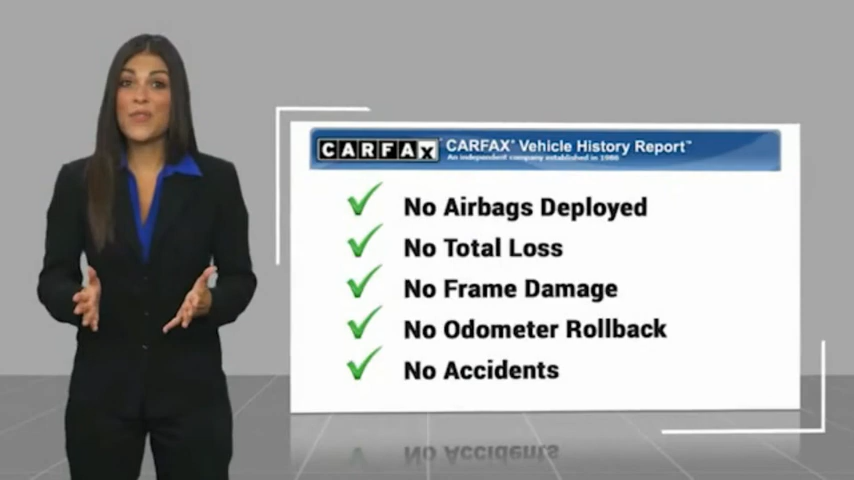 CARFAX CARFAX® Vehicle History Report™
An independent company established in 1986
No Airbags Deployed
No Total Loss
No Frame Damage
No Odometer Rollback
No Accidents
No Accidents